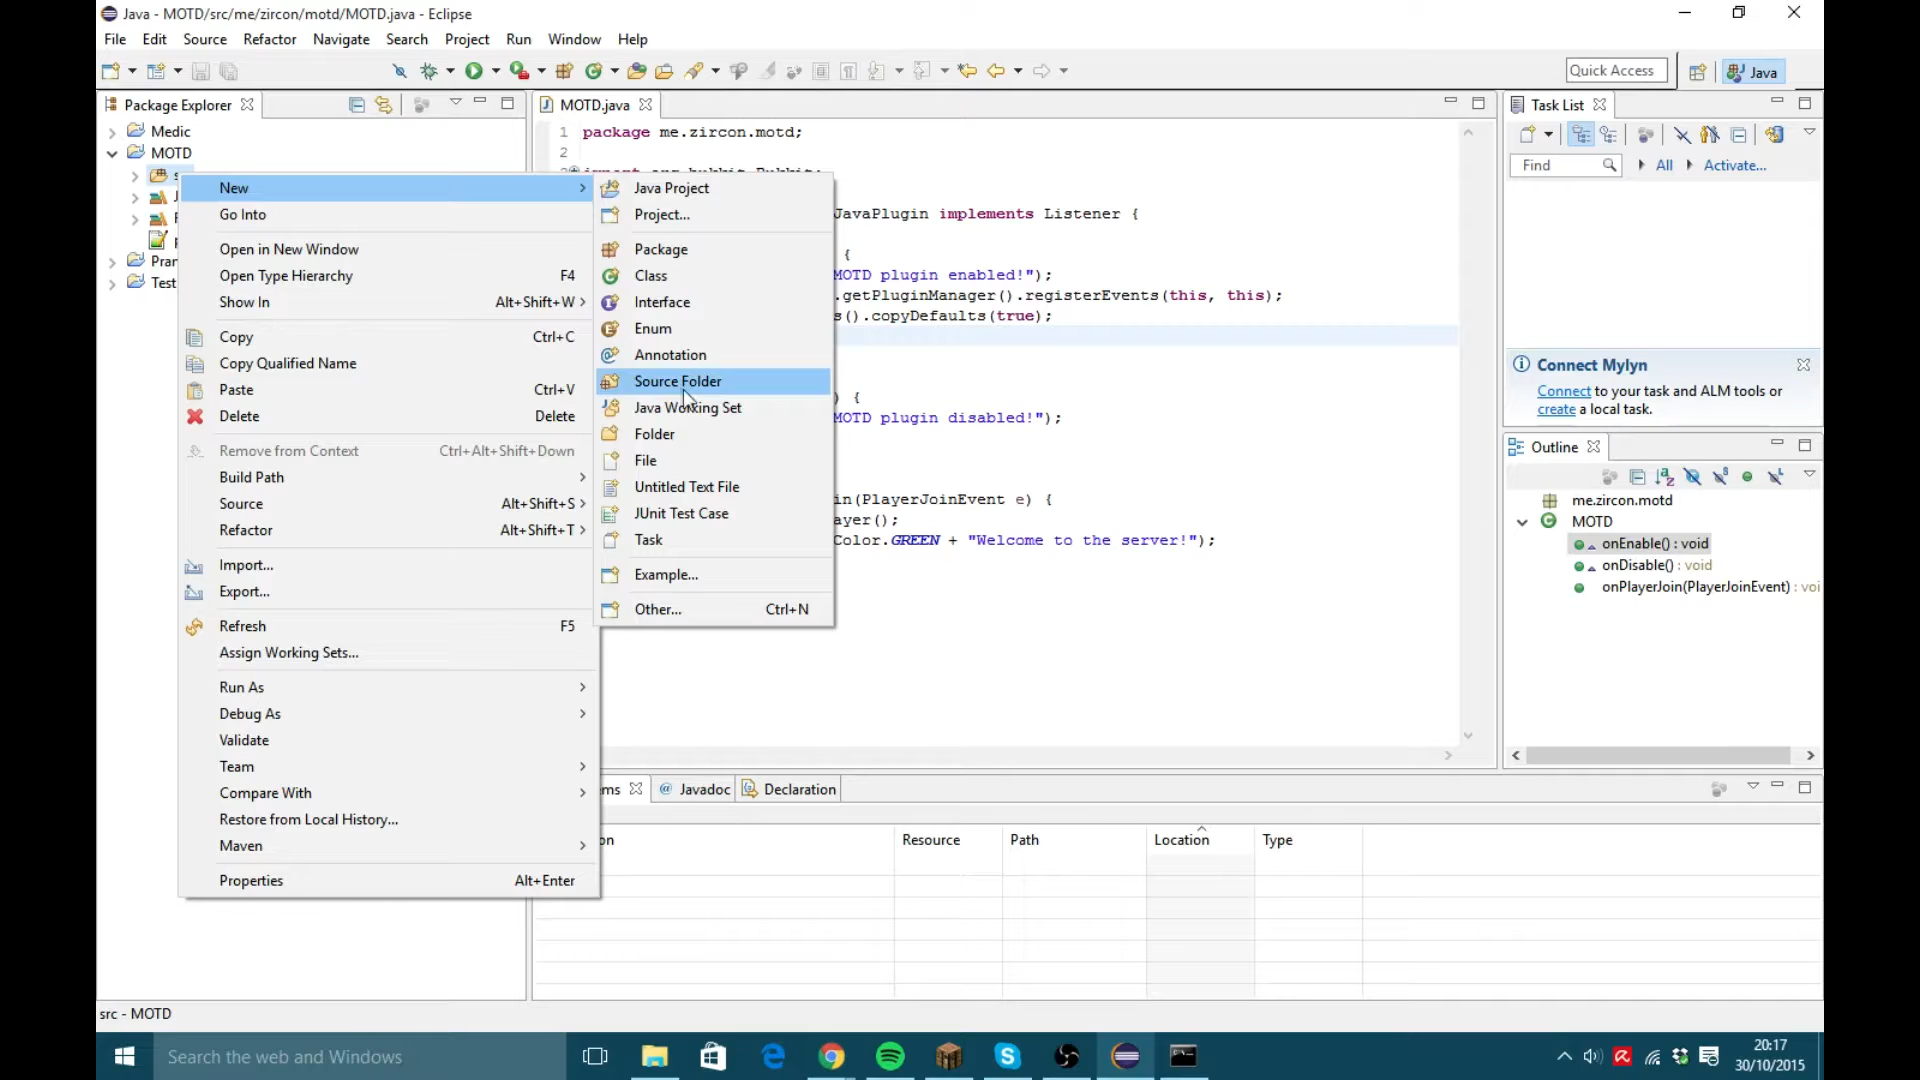 Java - MOTD/src/me/zircon/motd/MOTD.java - Eclipse
File Edit Source Refactor Navigate Search Project Run Window Help
Quick Access
Java
Package Explorer
Medic
MOTD
Test
New
Go Into
Open in New Window
Open Type Hierarchy F4
Show In Alt+Shift+W
Copy Ctrl+C
Copy Qualified Name
Paste Ctrl+V
Delete Delete
Remove from Context Ctrl+Alt+Shift+Down
Build Path
Source Alt+Shift+S
Refactor Alt+Shift+T
Import...
Export...
Refresh F5
Assign Working Sets...
Run As
Debug As
Validate
Team
Compare With
Restore from Local History...
Maven
Properties Alt+Enter
Java Project
Project...
Package
Class
Interface
Enum
Annotation
Source Folder
Java Working Set
Folder
File
Untitled Text File
JUnit Test Case
Task
Example...
Other... Ctrl+N
MOTD.java
1 package me.zircon.motd;
2
JavaPlugin implements Listener {
{
MOTD plugin enabled!");
.getPluginManager().registerEvents(this, this);
s().copyDefaults(true);
) {
MOTD plugin disabled!");
in(PlayerJoinEvent e) {
ayer();
Color.GREEN + "Welcome to the server!");
Task List
Find
All
Activate...
Connect Mylyn
Connect to your task and ALM tools or
create a local task.
Outline
me.zircon.motd
MOTD
onEnable() : void
onDisable() : void
onPlayerJoin(PlayerJoinEvent) : voi
ms
Javadoc
Declaration
on
Resource
Path
Location
Type
src - MOTD
Search the web and Windows
20:17
30/10/2015